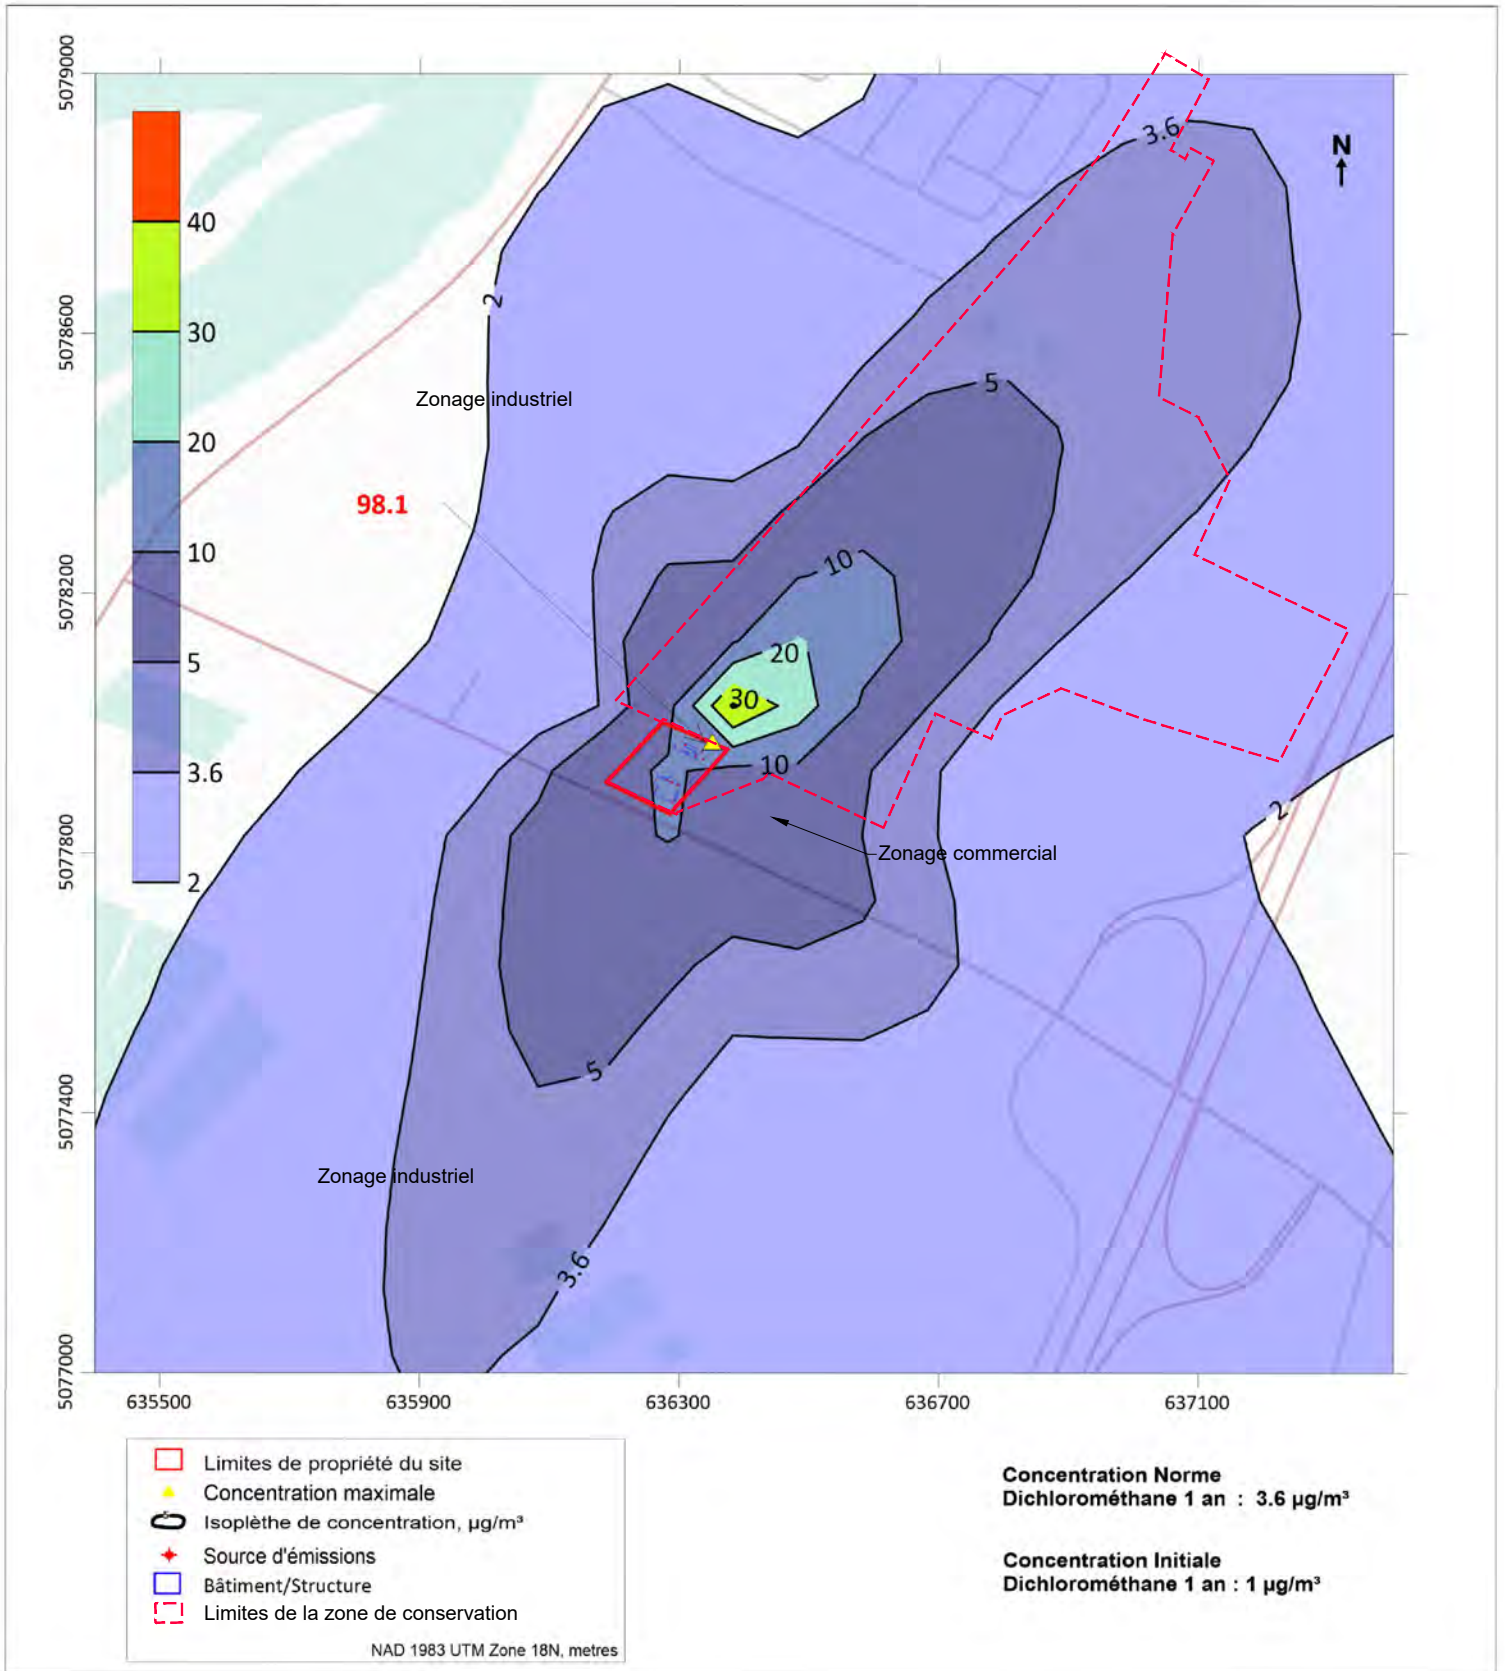 5079000
5078600
5078200
5077800
5077400
5077000
N
3.6
40
30
20
10
5
3.6
2
2
Zonage industriel
5
98.1
10
20
30
10
2
Zonage commercial
5
Zonage industriel
3.6
635500
635900
636300
636700
637100
Limites de propriété du site
Concentration maximale
Isoplèthe de concentration, µg/m³
Source d'émissions
Bâtiment/Structure
Limites de la zone de conservation
NAD 1983 UTM Zone 18N, metres
Concentration Norme
Dichlorométhane 1 an : 3.6 µg/m³
Concentration Initiale
Dichlorométhane 1 an : 1 µg/m³